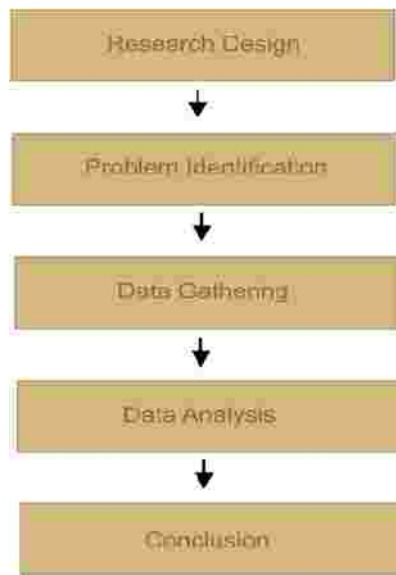 Research Design
Problem Identification
Data Gathering
Data Analysis
Conclusion